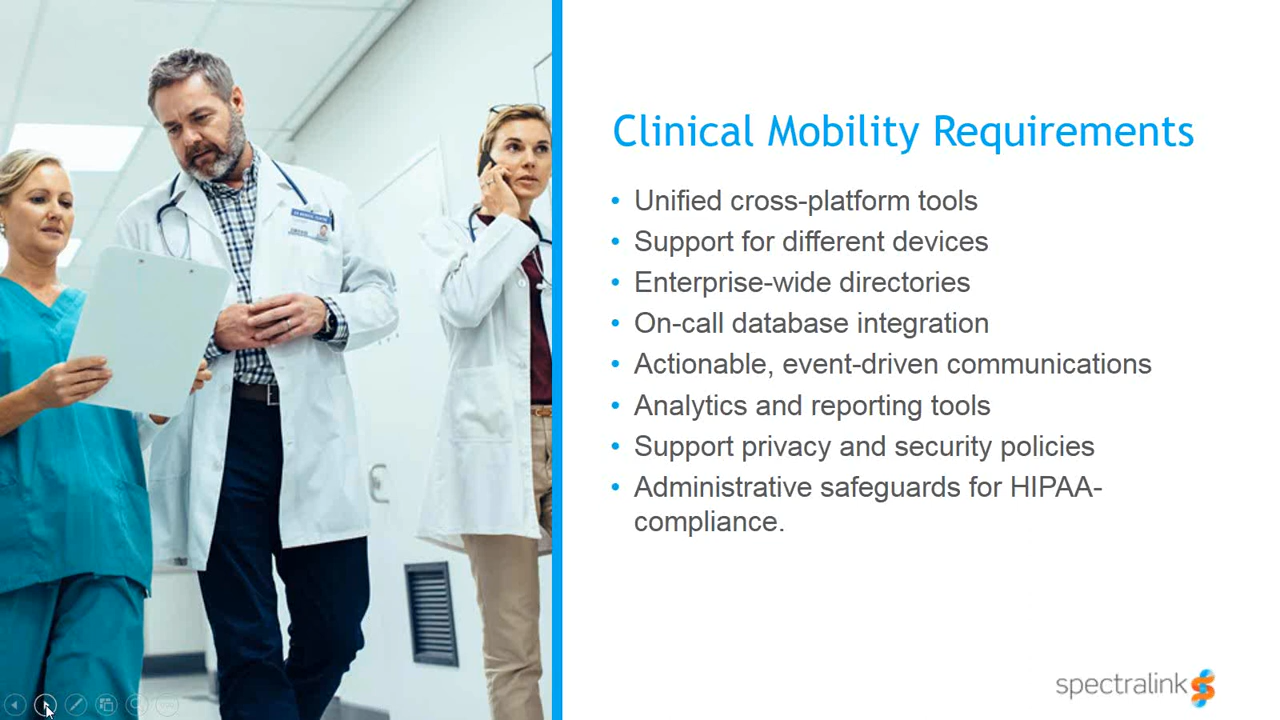 Clinical Mobility Requirements
• Unified cross-platform tools
• Support for different devices
• Enterprise-wide directories
• On-call database integration
• Actionable, event-driven communications
• Analytics and reporting tools
• Support privacy and security policies
• Administrative safeguards for HIPAA-
compliance.
spectralink